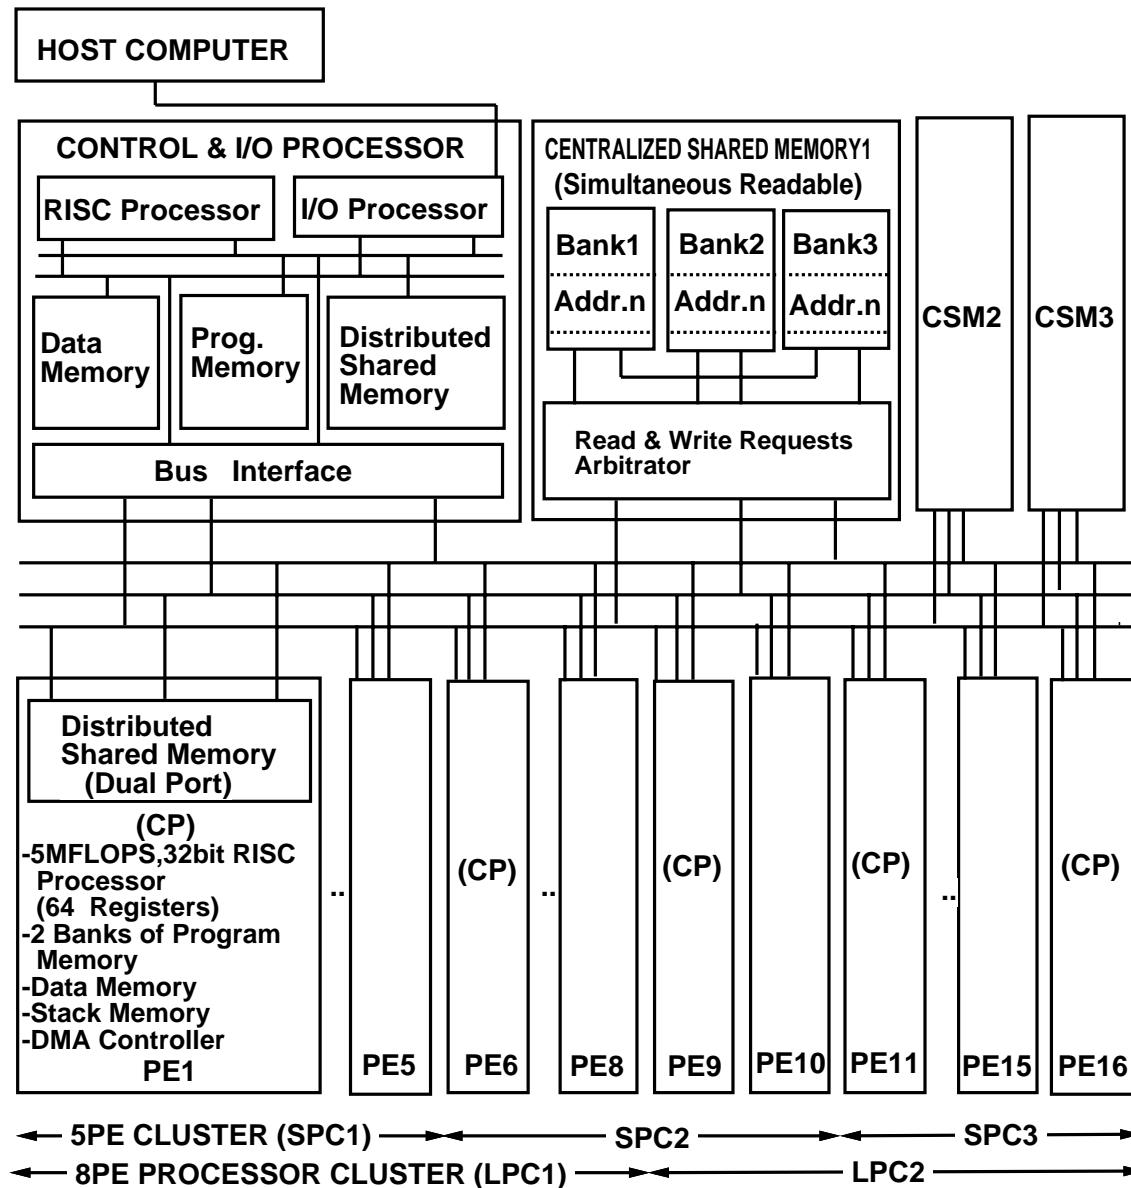 HOST COMPUTER
CONTROL & I/O PROCESSOR
RISC Processor
I/O Processor
Data
Memory
Prog.
Memory
Distributed
Shared
Memory
Bus Interface
CENTRALIZED SHARED MEMORY1
(Simultaneous Readable)
Bank1
Bank2
Bank3
Addr.n
Addr.n
Addr.n
Read & Write Requests
Arbitrator
CSM2
CSM3
Distributed
Shared Memory
(Dual Port)
(CP)
-5MFLOPS,32bit RISC
Processor
(64 Registers)
-2 Banks of Program
Memory
-Data Memory
-Stack Memory
-DMA Controller
PE1
..
PE5
(CP)
PE6
..
PE8
(CP)
PE9
PE10
(CP)
PE11
..
PE15
(CP)
PE16
5PE CLUSTER (SPC1)
SPC2
SPC3
8PE PROCESSOR CLUSTER (LPC1)
LPC2